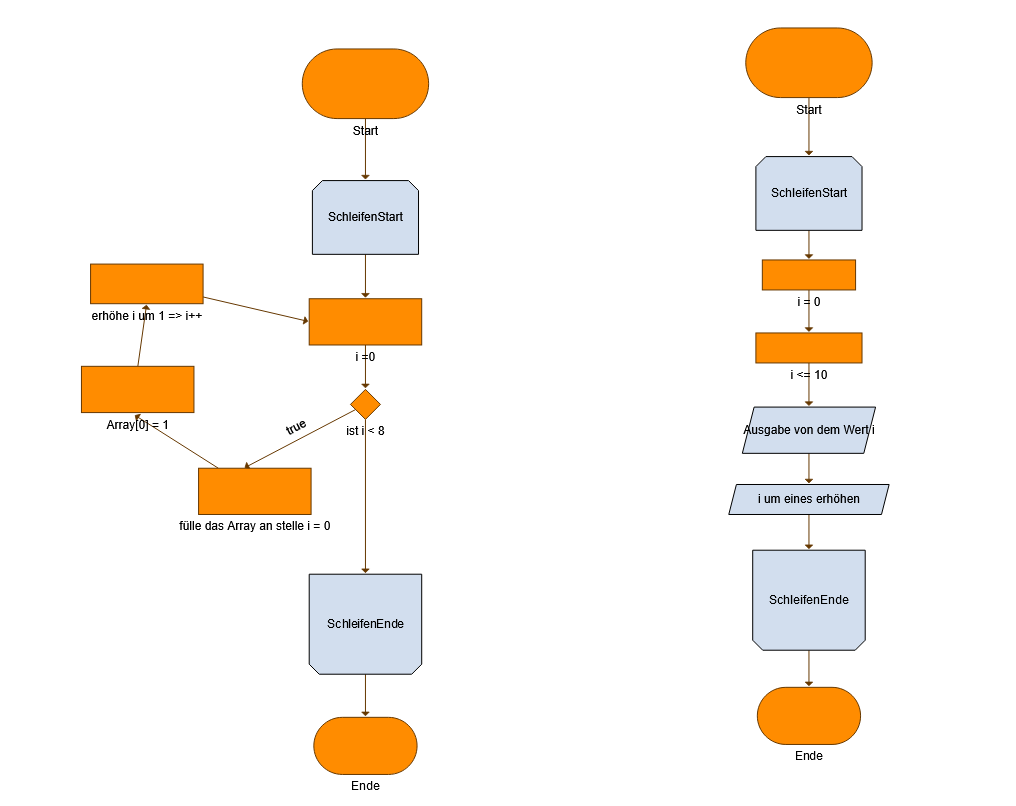 Start
SchleifenStart
erhöhe i um 1 => i++
i =0
Array[0] = 1
true
ist i < 8
fülle das Array an stelle i = 0
SchleifenEnde
Ende
Start
SchleifenStart
i = 0
i <= 10
Ausgabe von dem Wert i
i um eines erhöhen
SchleifenEnde
Ende